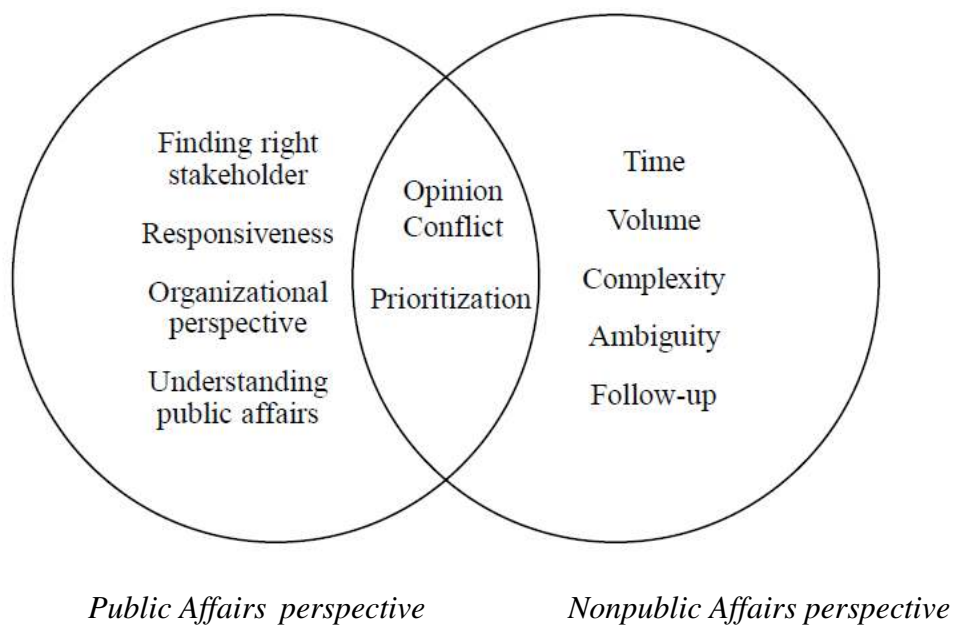 Finding right
stakeholder
Responsiveness
Organizational
perspective
Understanding
public affairs
Opinion
Conflict
Prioritization
Time
Volume
Complexity
Ambiguity
Follow-up
Public Affairs perspective
Nonpublic Affairs perspective